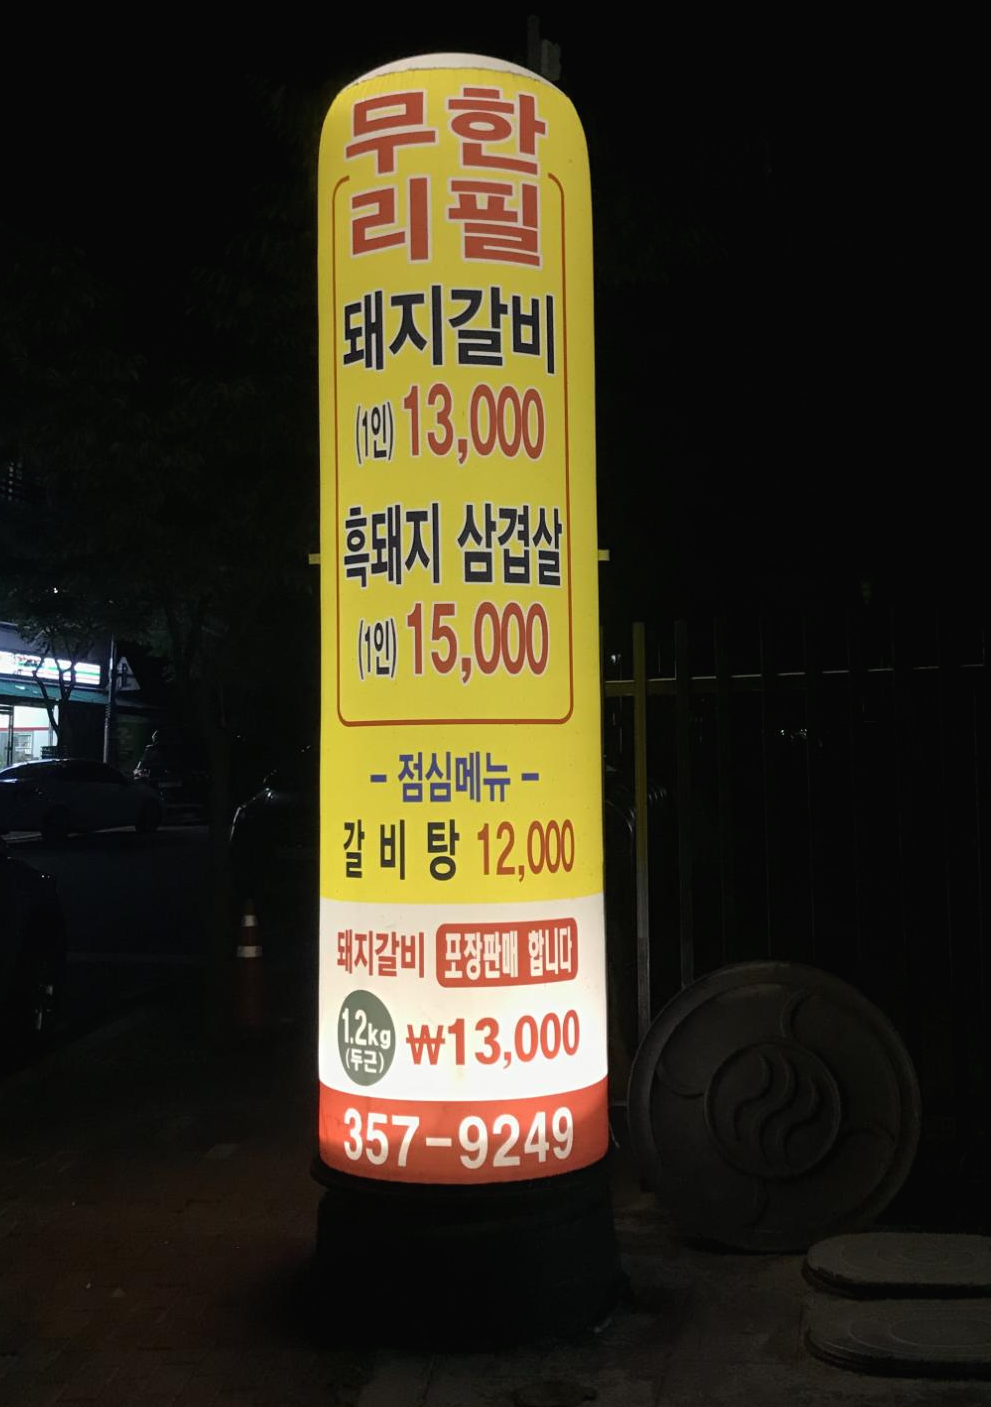 무한
리필
돼지갈비
(1인) 13,000
흑돼지 삼겹살
(1인) 15,000
- 점심메뉴 -
갈비탕 12,000
돼지갈비 포장판매 합니다
1.2kg
(두근)
₩13,000
357-9249